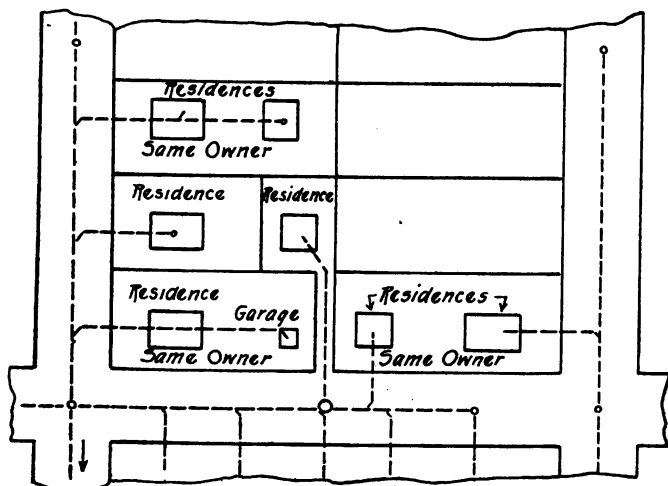 Residences
Same Owner
Residence
Residence
Residence
Garage
Same Owner
Residences
Same Owner